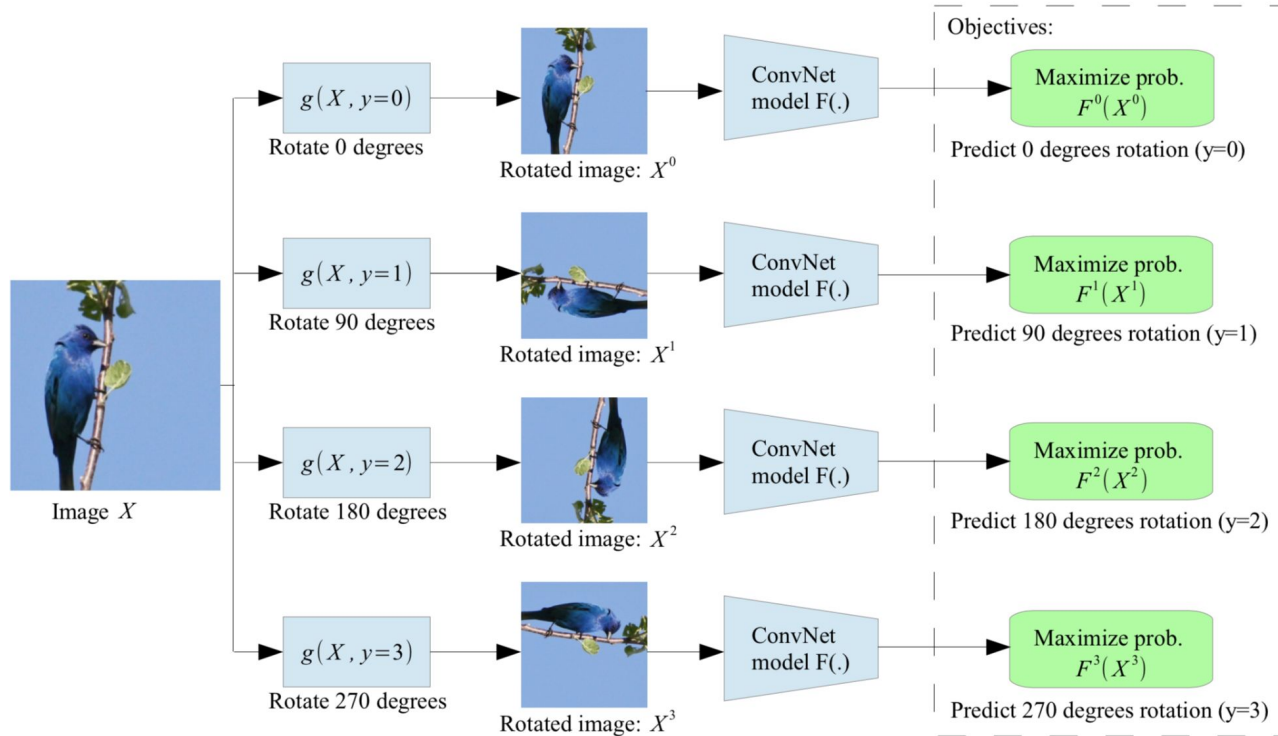 Objectives:
g(X, y=0)
Rotate 0 degrees
Rotated image: X⁰
ConvNet
model F(.)
Maximize prob.
F⁰(X⁰)
Predict 0 degrees rotation (y=0)
g(X, y=1)
Rotate 90 degrees
Rotated image: X¹
ConvNet
model F(.)
Maximize prob.
F¹(X¹)
Predict 90 degrees rotation (y=1)
Image X
g(X, y=2)
Rotate 180 degrees
Rotated image: X²
ConvNet
model F(.)
Maximize prob.
F²(X²)
Predict 180 degrees rotation (y=2)
g(X, y=3)
Rotate 270 degrees
Rotated image: X³
ConvNet
model F(.)
Maximize prob.
F³(X³)
Predict 270 degrees rotation (y=3)